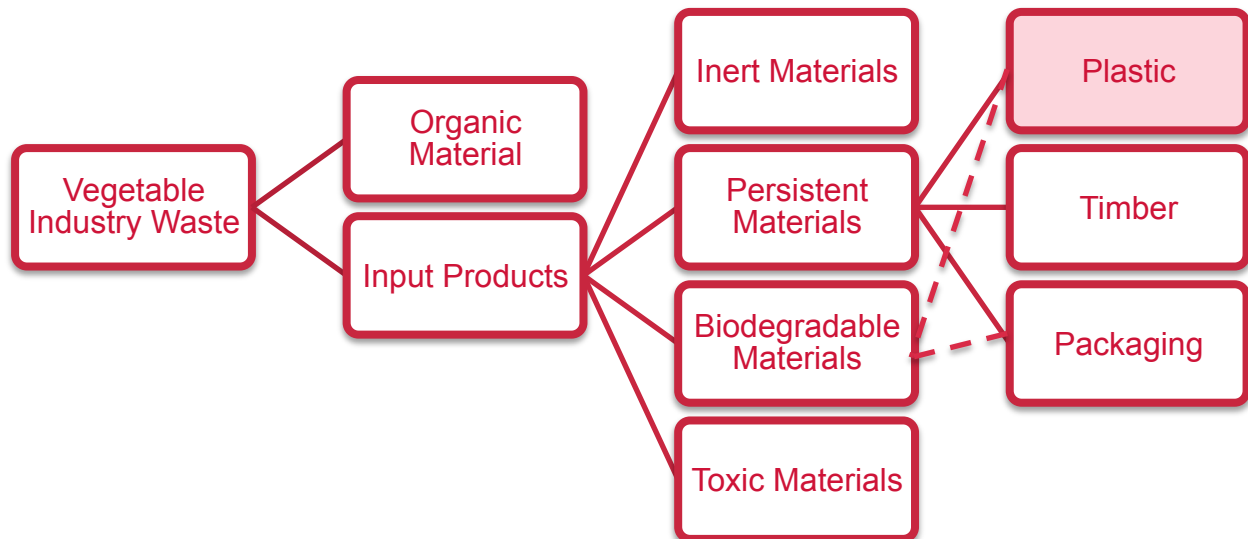 Vegetable
Industry Waste
Organic
Material
Input Products
Inert Materials
Persistent
Materials
Biodegradable
Materials
Toxic Materials
Plastic
Timber
Packaging